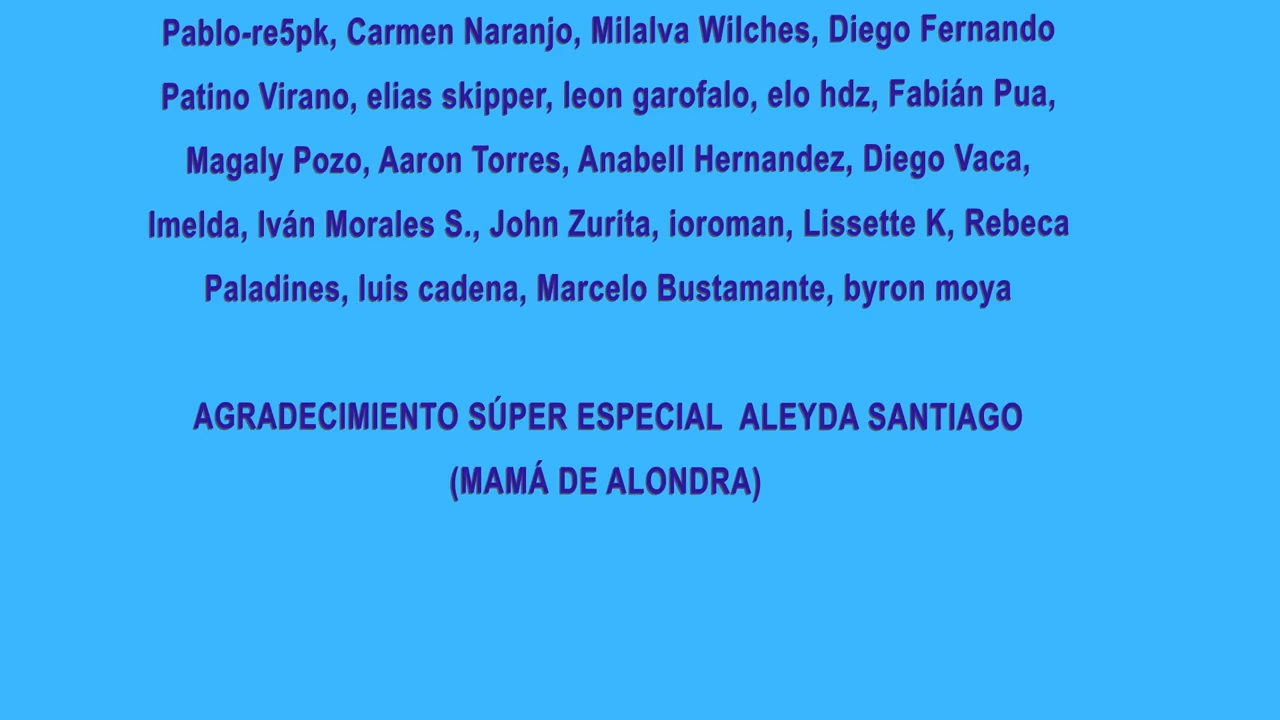 Pablo-re5pk, Carmen Naranjo, Milalva Wilches, Diego Fernando
Patino Virano, elias skipper, leon garofalo, elo hdz, Fabián Pua,
Magaly Pozo, Aaron Torres, Anabell Hernandez, Diego Vaca,
Imelda, Iván Morales S., John Zurita, ioroman, Lissette K, Rebeca
Paladines, luis cadena, Marcelo Bustamante, byron moya
AGRADECIMIENTO SÚPER ESPECIAL  ALEYDA SANTIAGO
(MAMÁ DE ALONDRA)